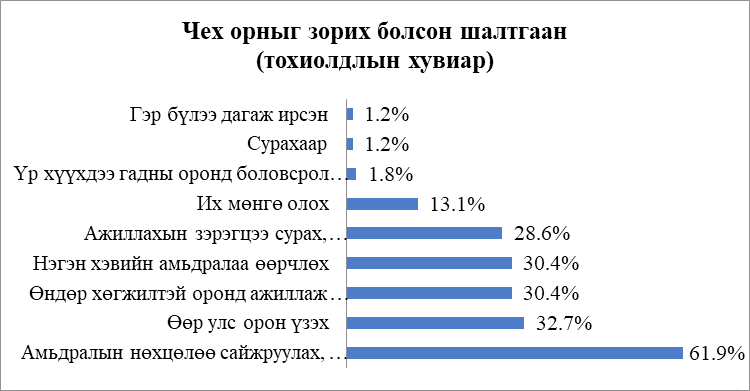 Чех орныг зорих болсон шалтгаан
(тохиолдлын хувиар)
Гэр бүлээ дагаж ирсэн 1.2%
Сурахаар 1.2%
Үр хүүхдээ гадны оронд боловсрол… 1.8%
Их мөнгө олох 13.1%
Ажиллахын зэрэгцээ сурах,… 28.6%
Нэгэн хэвийн амьдралаа өөрчлөх 30.4%
Өндөр хөгжилтэй оронд ажиллаж… 30.4%
Өөр улс орон үзэх 32.7%
Амьдралын нөхцөлөө сайжруулах,… 61.9%